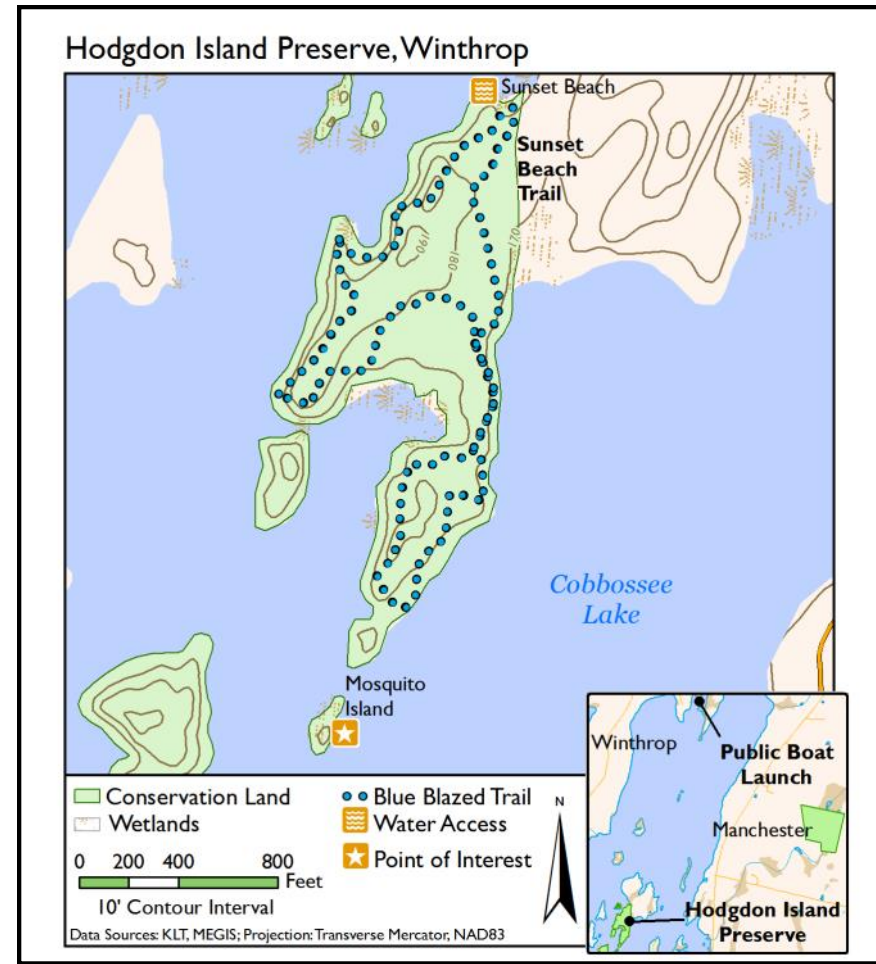 Hodgdon Island Preserve, Winthrop
Sunset Beach
Sunset
Beach
Trail
170
190
180
Cobbossee
Lake
Mosquito
Island
Winthrop
Public Boat
Launch
Manchester
Hodgdon Island
Preserve
Conservation Land
Wetlands
0 200 400 800
Feet
10' Contour Interval
Blue Blazed Trail
Water Access
Point of Interest
N
Data Sources: KLT, MEGIS; Projection: Transverse Mercator, NAD83